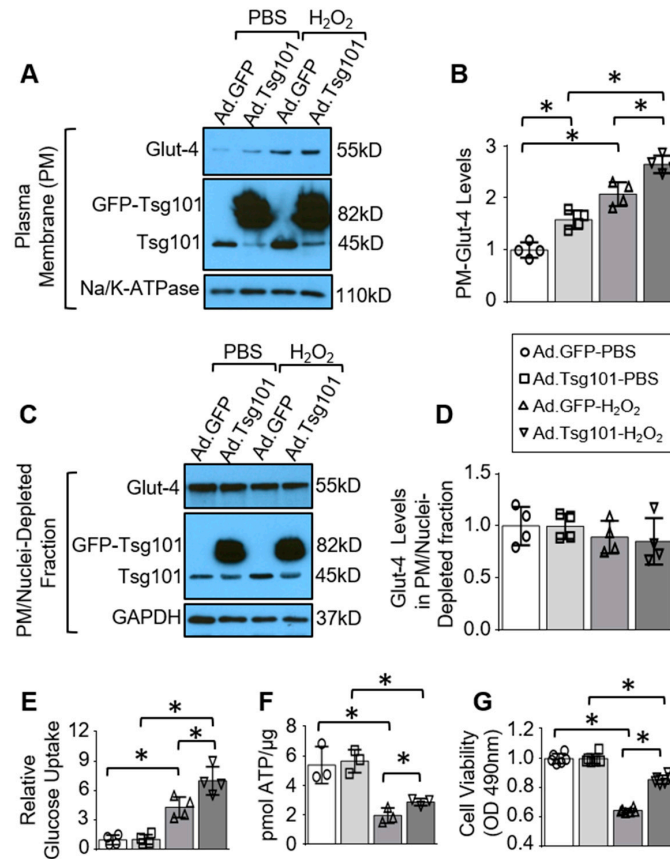 A
PBS
H₂O₂
Ad.GFP
Ad.Tsg101
Ad.GFP
Ad.Tsg101
Plasma
Membrane (PM)
Glut-4
55kD
GFP-Tsg101
82kD
Tsg101
45kD
Na/K-ATPase
110kD
B
PM-Glut-4 Levels
3
2
1
0
*
*
*
*
C
PBS
H₂O₂
Ad.GFP
Ad.Tsg101
Ad.GFP
Ad.Tsg101
PM/Nuclei-Depleted
Fraction
Glut-4
55kD
GFP-Tsg101
82kD
Tsg101
45kD
GAPDH
37kD
Ad.GFP-PBS
Ad.Tsg101-PBS
Ad.GFP-H₂O₂
Ad.Tsg101-H₂O₂
D
Glut-4 Levels
in PM/Nuclei-
Depleted fraction
1.5
1.0
0.5
0.0
E
Relative
Glucose Uptake
12
9
6
3
0
*
*
*
F
pmol ATP/µg
8
6
4
2
0
*
*
*
G
Cell Viability
(OD 490nm)
1.2
1.0
0.8
0.6
0.4
*
*
*